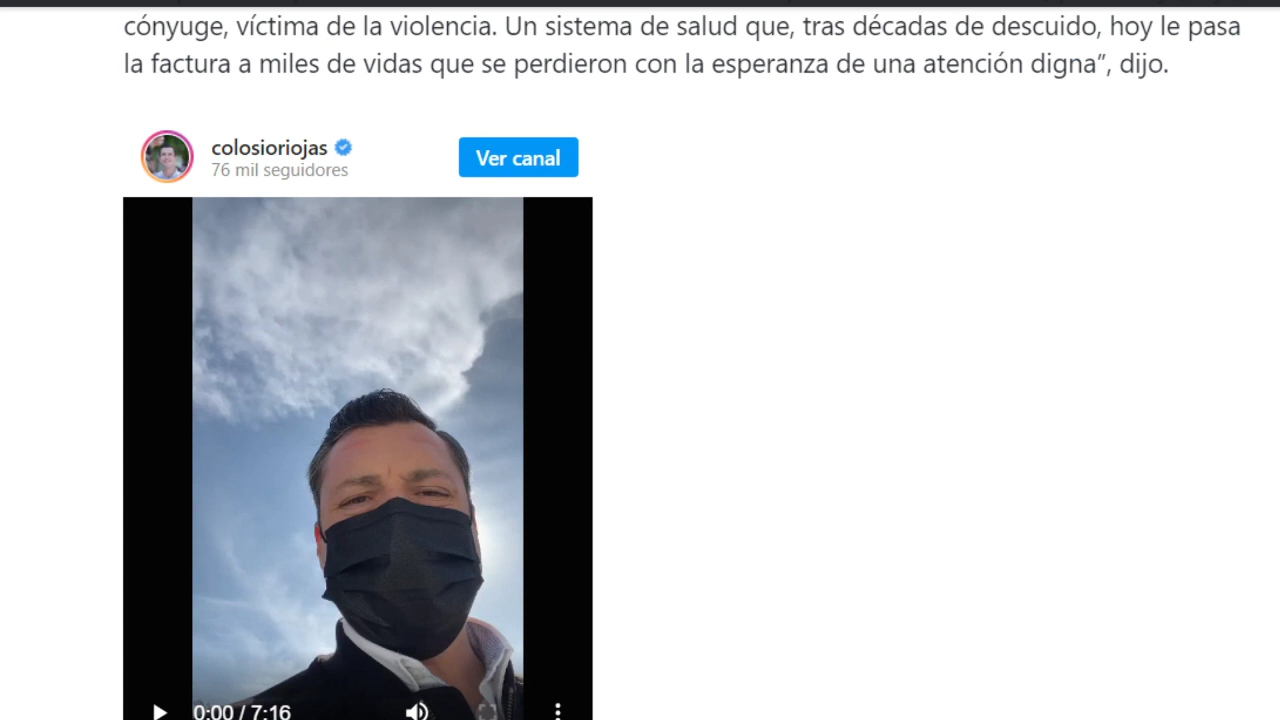 cónyuge, víctima de la violencia. Un sistema de salud que, tras décadas de descuido, hoy le pasa
la factura a miles de vidas que se perdieron con la esperanza de una atención digna”, dijo.
colosioriojas
76 mil seguidores
Ver canal
0:00 / 7:16